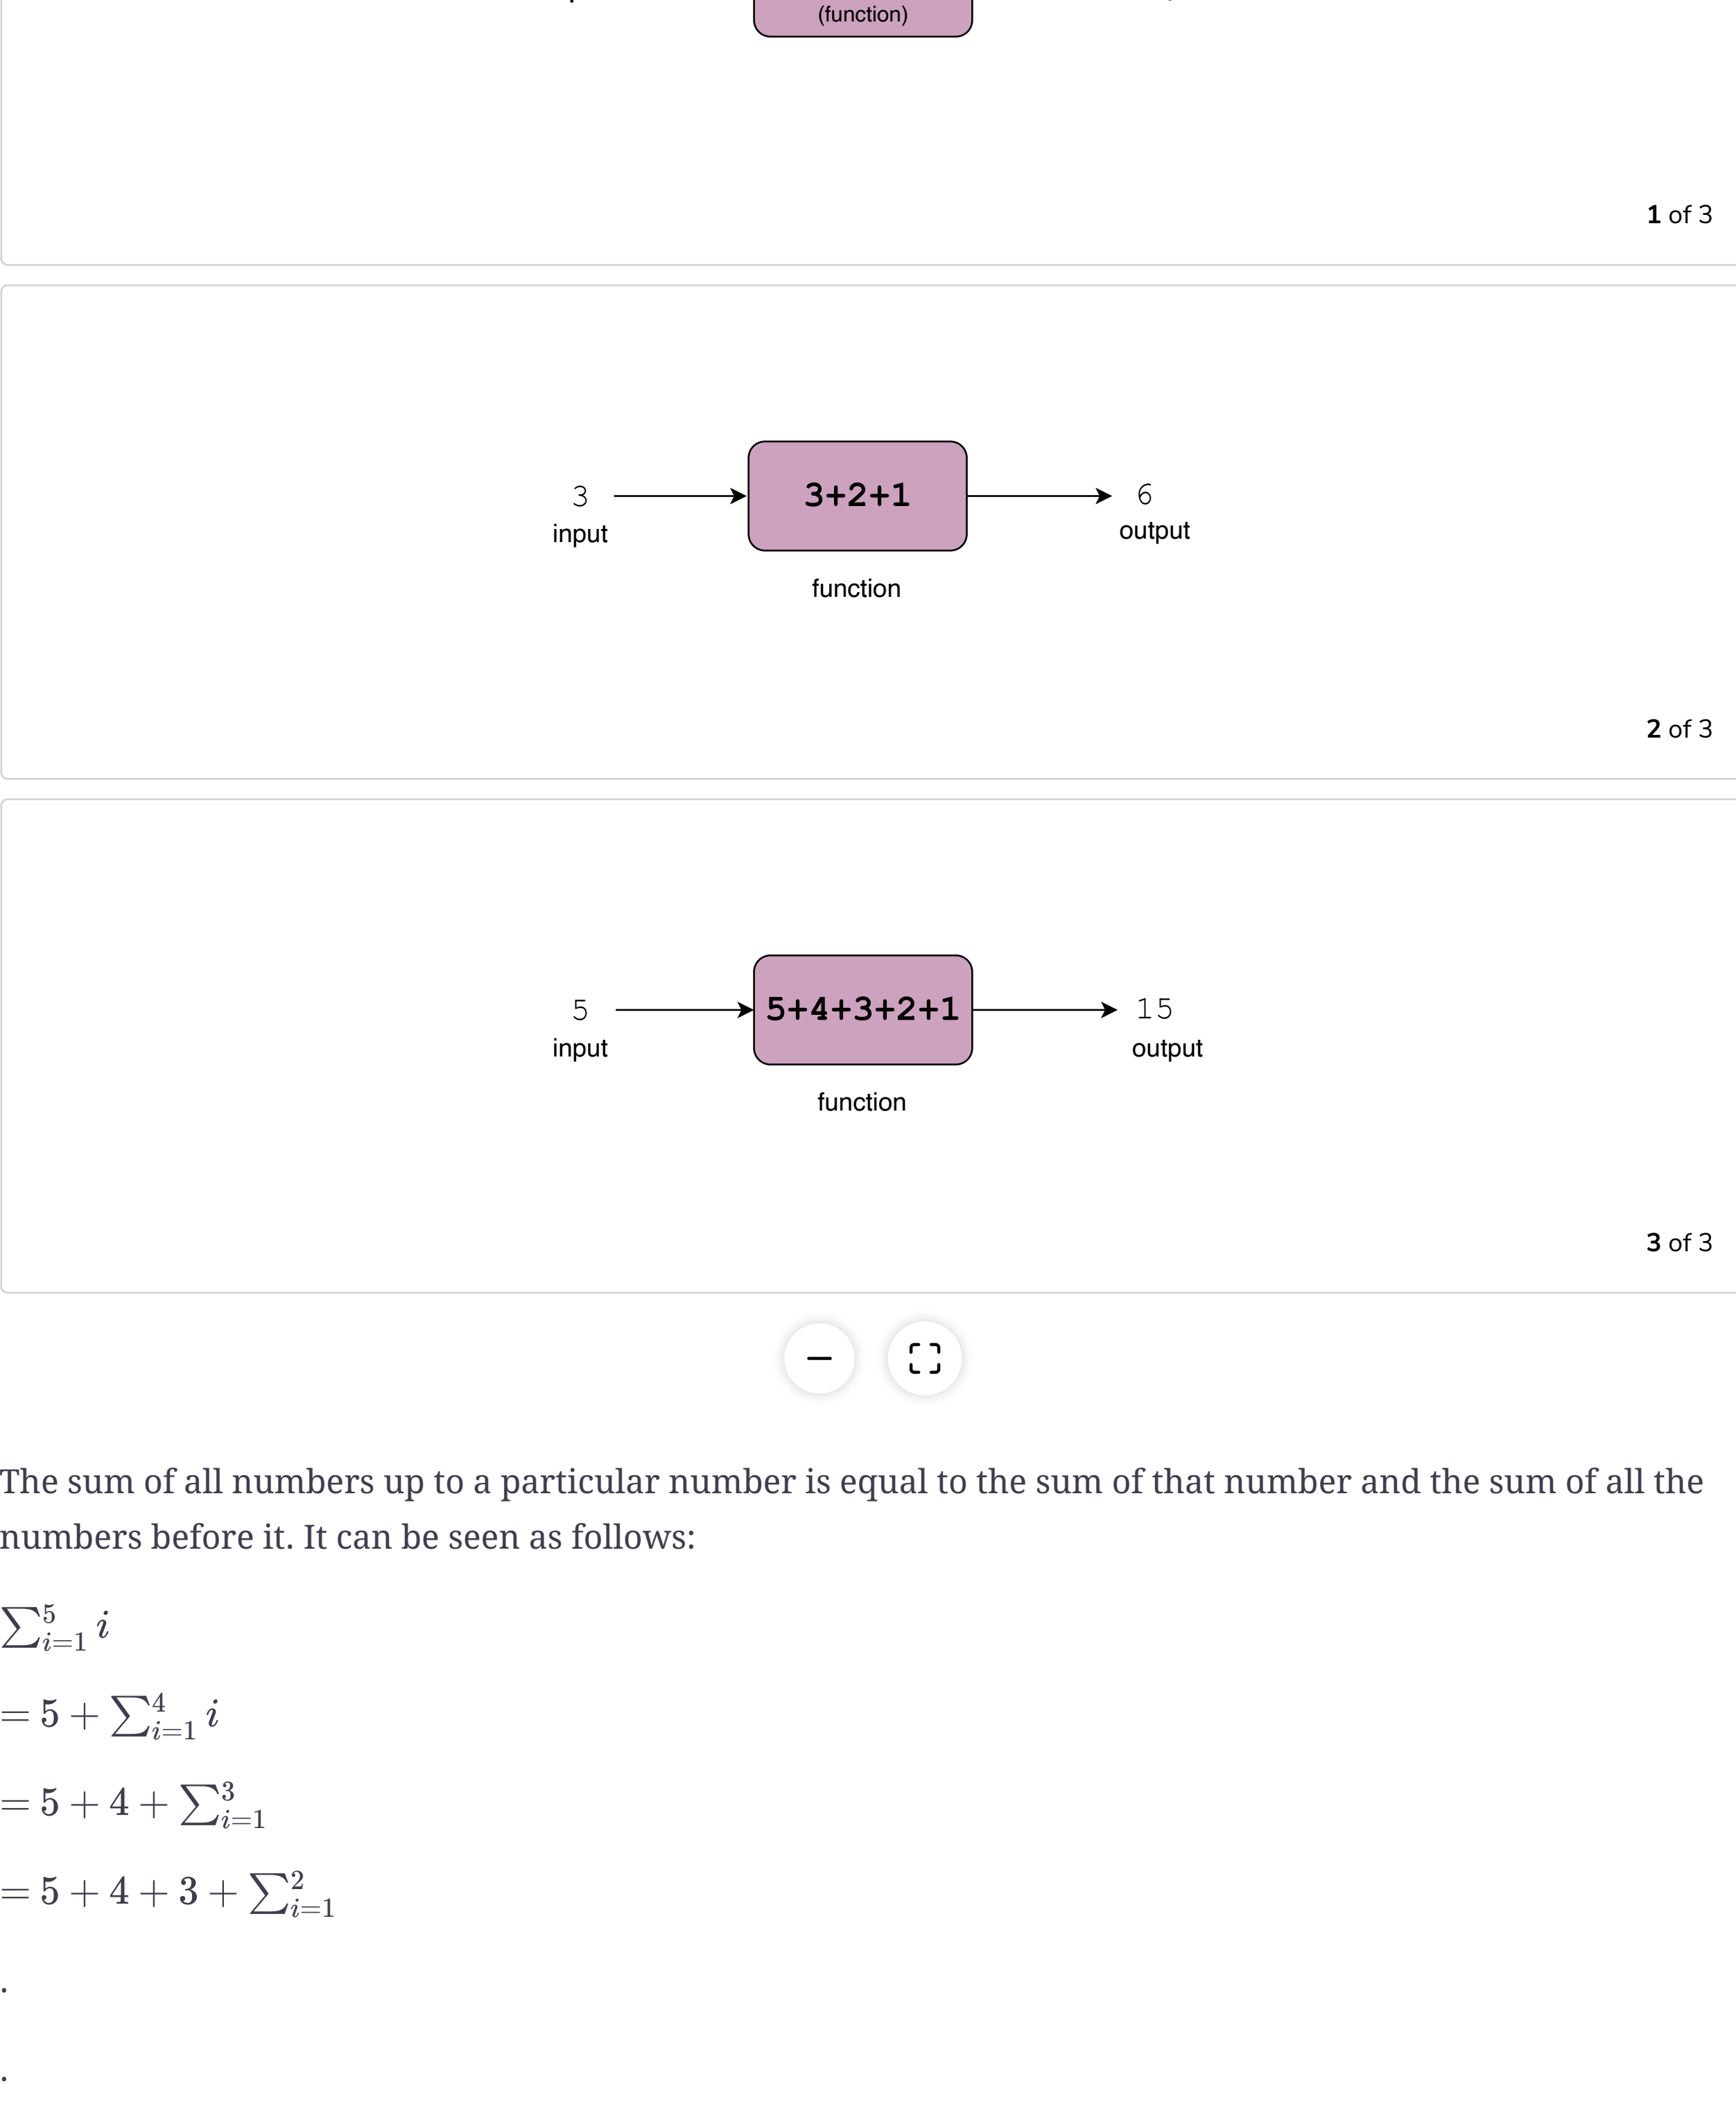 (function)
1 of 3
3
3+2+1
6
input
output
function
2 of 3
5
5+4+3+2+1
15
input
output
function
3 of 3
The sum of all numbers up to a particular number is equal to the sum of that number and the sum of all the
numbers before it. It can be seen as follows:
∑_{i=1}^{5} i
= 5 + ∑_{i=1}^{4} i
= 5 + 4 + ∑_{i=1}^{3}
= 5 + 4 + 3 + ∑_{i=1}^{2}
.
.